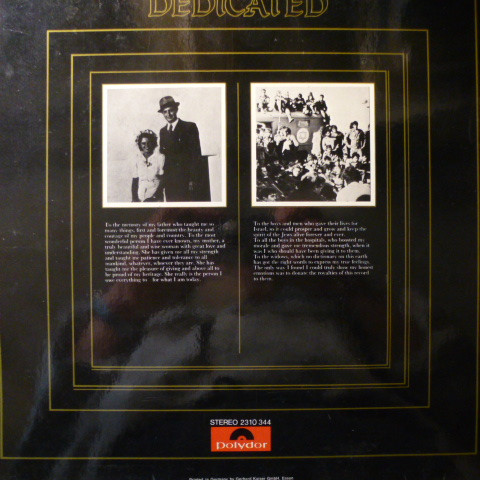 DEDICATED
To the memory of my father who taught me so
many things, first and foremost the beauty and
courage of my people and country. To the most
wonderful person I have ever known, my mother, a
truly beautiful and wise woman with great love and
understanding. She has given me all my strength
and taught me patience and tolerance to all
mankind, whatever, whoever they are. She has
taught me the pleasure of giving and above all to
be proud of my heritage. She really is the person I
owe everything to for what I am today.
To the boys and men who gave their lives for
Israel, so it could prosper and grow and keep the
spirit of the Jews alive forever and ever.
To all the boys in the hospitals, who boosted my
morale and gave me tremendous strength, when it
was I who should have been giving it to them.
To the widows, which no dictionary on this earth
has got the right words to express my true feelings.
The only way I found I could truly show my honest
emotions was to donate the royalties of this record
to them.
STEREO 2310 344
polydor
Printed in Germany by Gerhard Kaiser GmbH, Essen